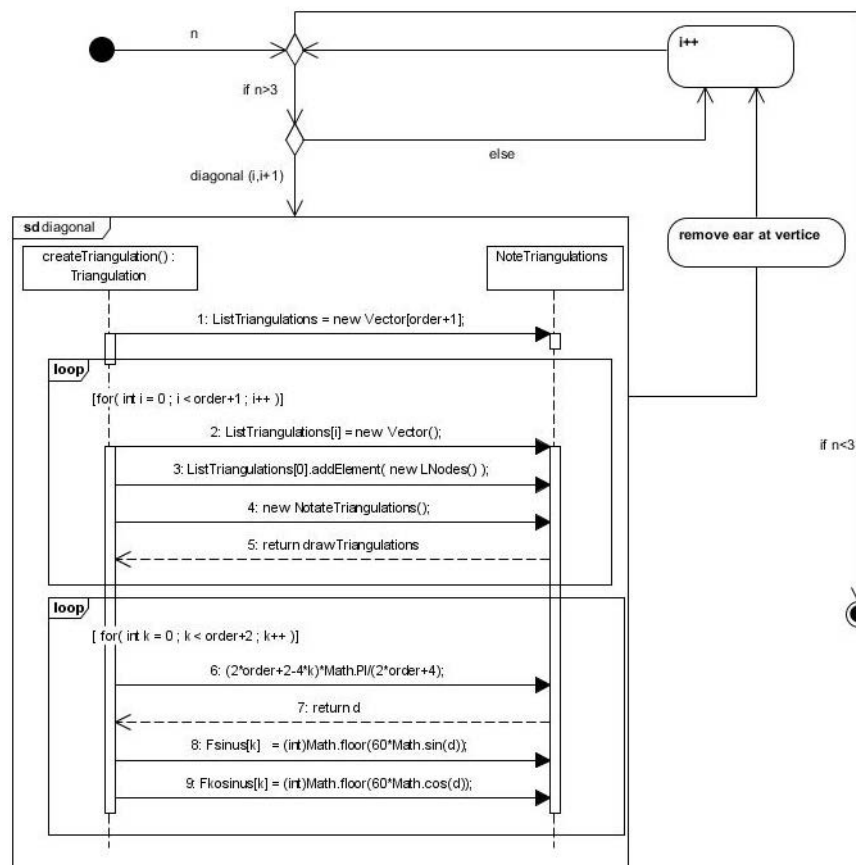 n
i++
if n>3
else
diagonal (i,i+1)
sd diagonal
remove ear at vertice
createTriangulation() :
Triangulation
NoteTriangulations
1: ListTriangulations = new Vector[order+1];
loop
[for( int i = 0 ; i < order+1 ; i++ )]
2: ListTriangulations[i] = new Vector();
if n<3
3: ListTriangulations[0].addElement( new LNodes() );
4: new NotateTriangulations();
5: return drawTriangulations
loop
[ for( int k = 0 ; k < order+2 ; k++ )]
6: (2*order+2-4*k)*Math.PI/(2*order+4);
7: return d
8: Fsinus[k] = (int)Math.floor(60*Math.sin(d));
9: Fkosinus[k] = (int)Math.floor(60*Math.cos(d));